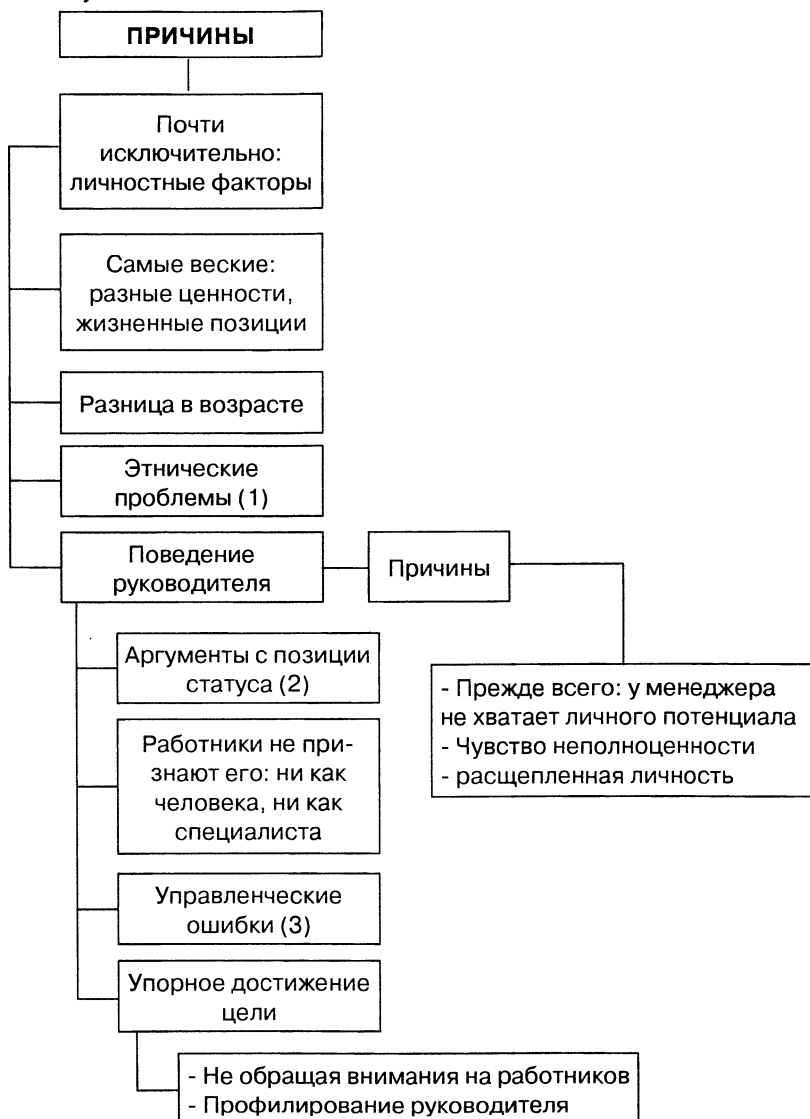 ПРИЧИНЫ
Почти
исключительно:
личностные факторы
Самые веские:
разные ценности,
жизненные позиции
Разница в возрасте
Этнические
проблемы (1)
Поведение
руководителя
Причины
- Прежде всего: у менеджера
не хватает личного потенциала
- Чувство неполноценности
- расщепленная личность
Аргументы с позиции
статуса (2)
Работники не при-
знают его: ни как
человека, ни как
специалиста
Управленческие
ошибки (3)
Упорное достижение
цели
- Не обращая внимания на работников
- Профилирование руководителя